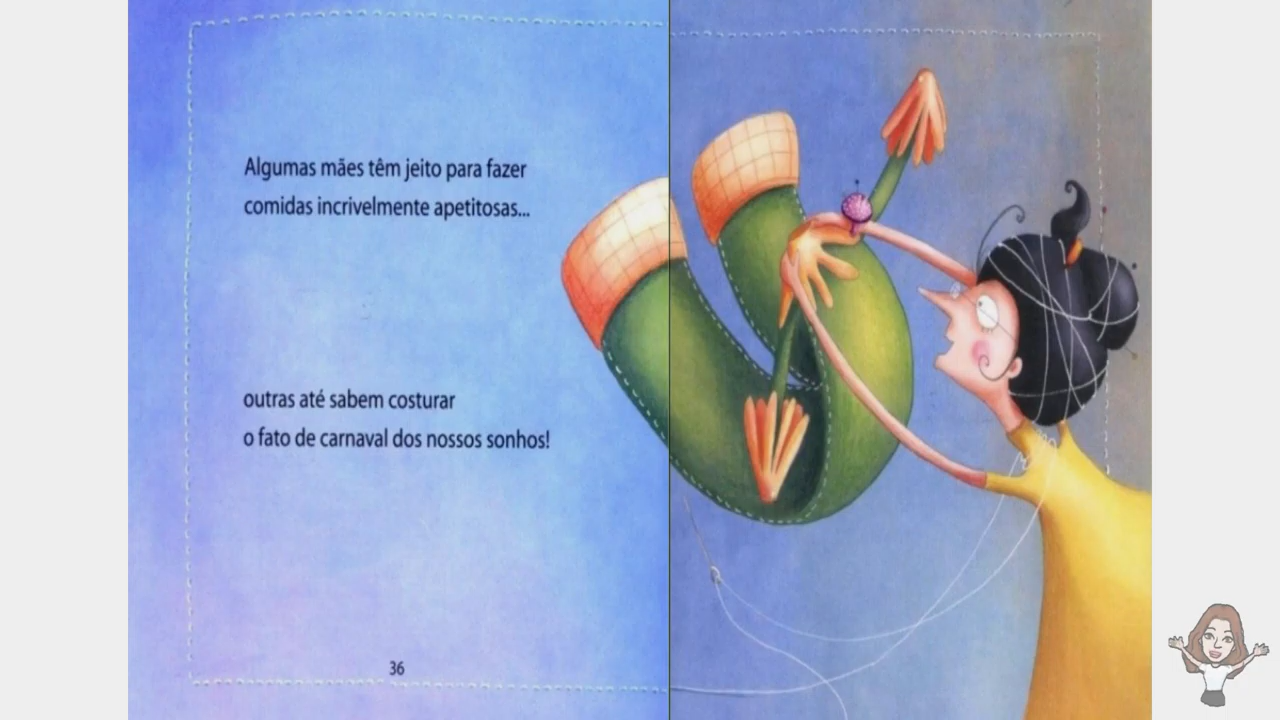 Algumas mães têm jeito para fazer
comidas incrivelmente apetitosas...
outras até sabem costurar
o fato de carnaval dos nossos sonhos!
36